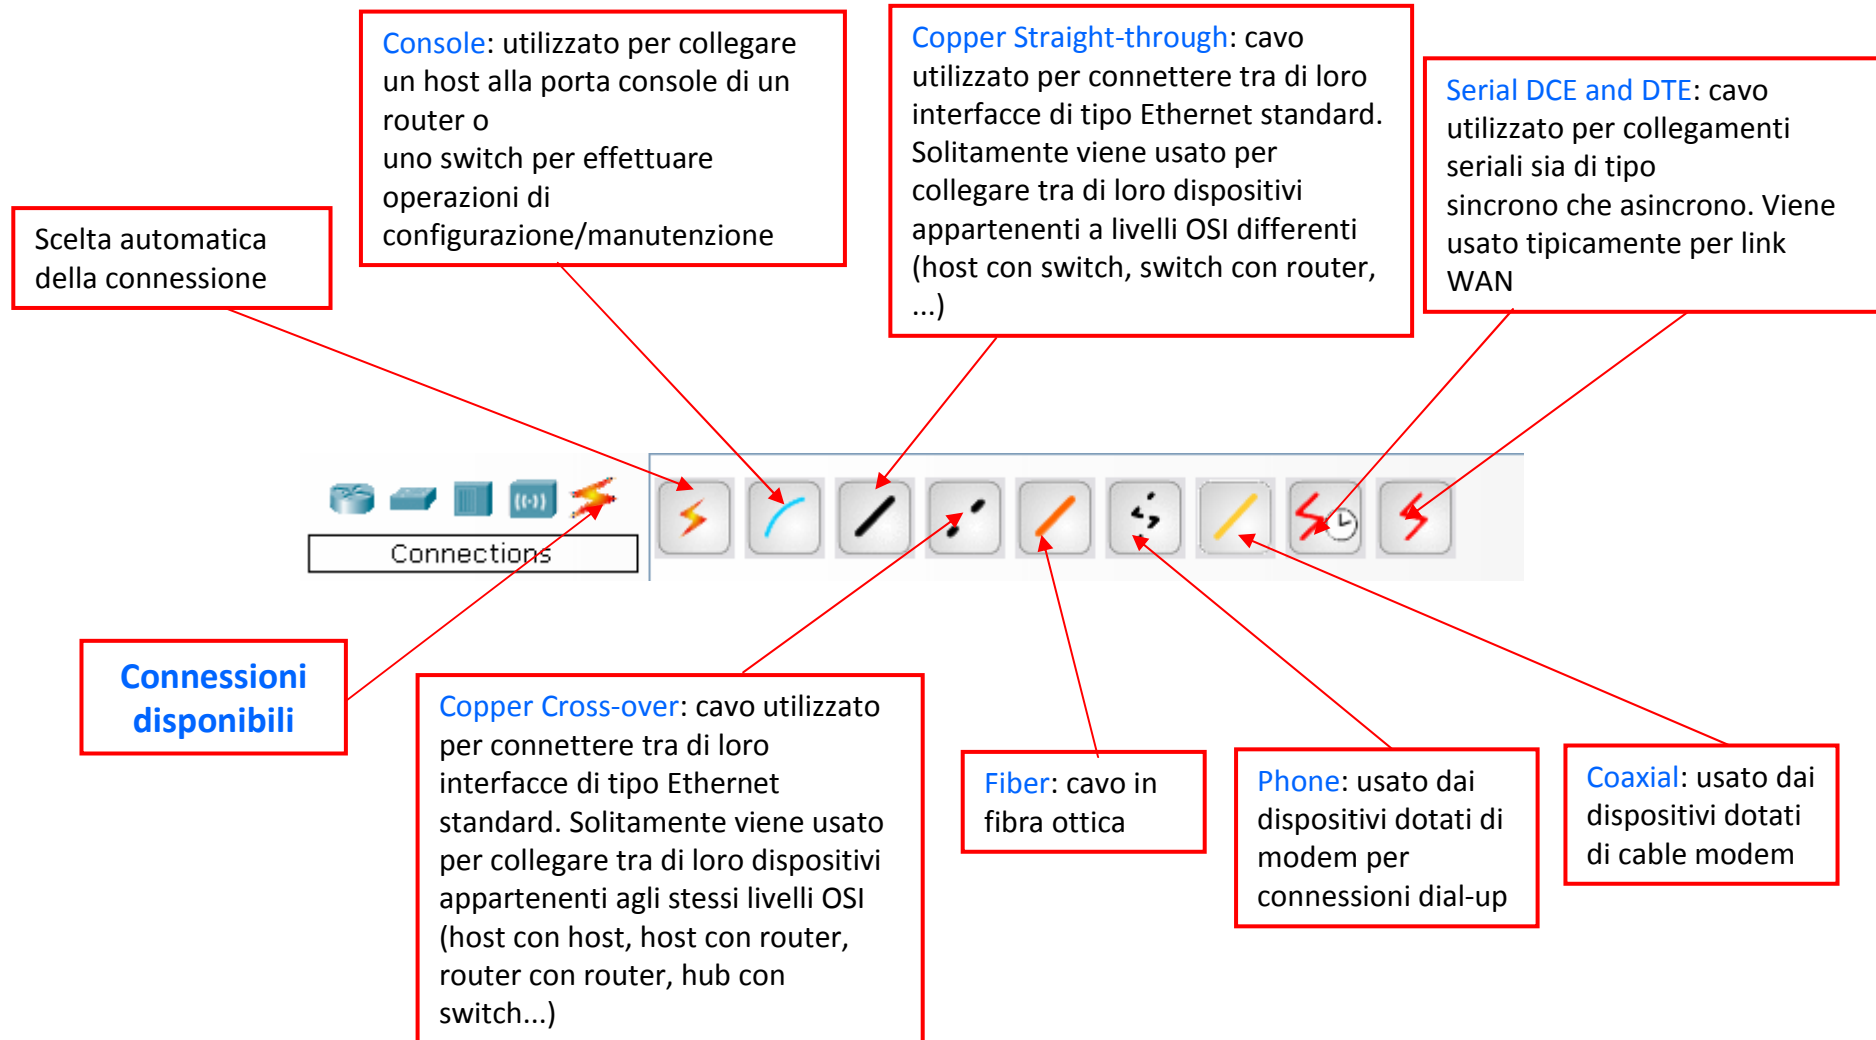 Console: utilizzato per collegare
un host alla porta console di un
router o
uno switch per effettuare
operazioni di
configurazione/manutenzione
Copper Straight-through: cavo
utilizzato per connettere tra di loro
interfacce di tipo Ethernet standard.
Solitamente viene usato per
collegare tra di loro dispositivi
appartenenti a livelli OSI differenti
(host con switch, switch con router,
...)
Serial DCE and DTE: cavo
utilizzato per collegamenti
seriali sia di tipo
sincrono che asincrono. Viene
usato tipicamente per link
WAN
Scelta automatica
della connessione
Connections
Connessioni
disponibili
Copper Cross-over: cavo utilizzato
per connettere tra di loro
interfacce di tipo Ethernet
standard. Solitamente viene usato
per collegare tra di loro dispositivi
appartenenti agli stessi livelli OSI
(host con host, host con router,
router con router, hub con
switch...)
Fiber: cavo in
fibra ottica
Phone: usato dai
dispositivi dotati di
modem per
connessioni dial-up
Coaxial: usato dai
dispositivi dotati
di cable modem